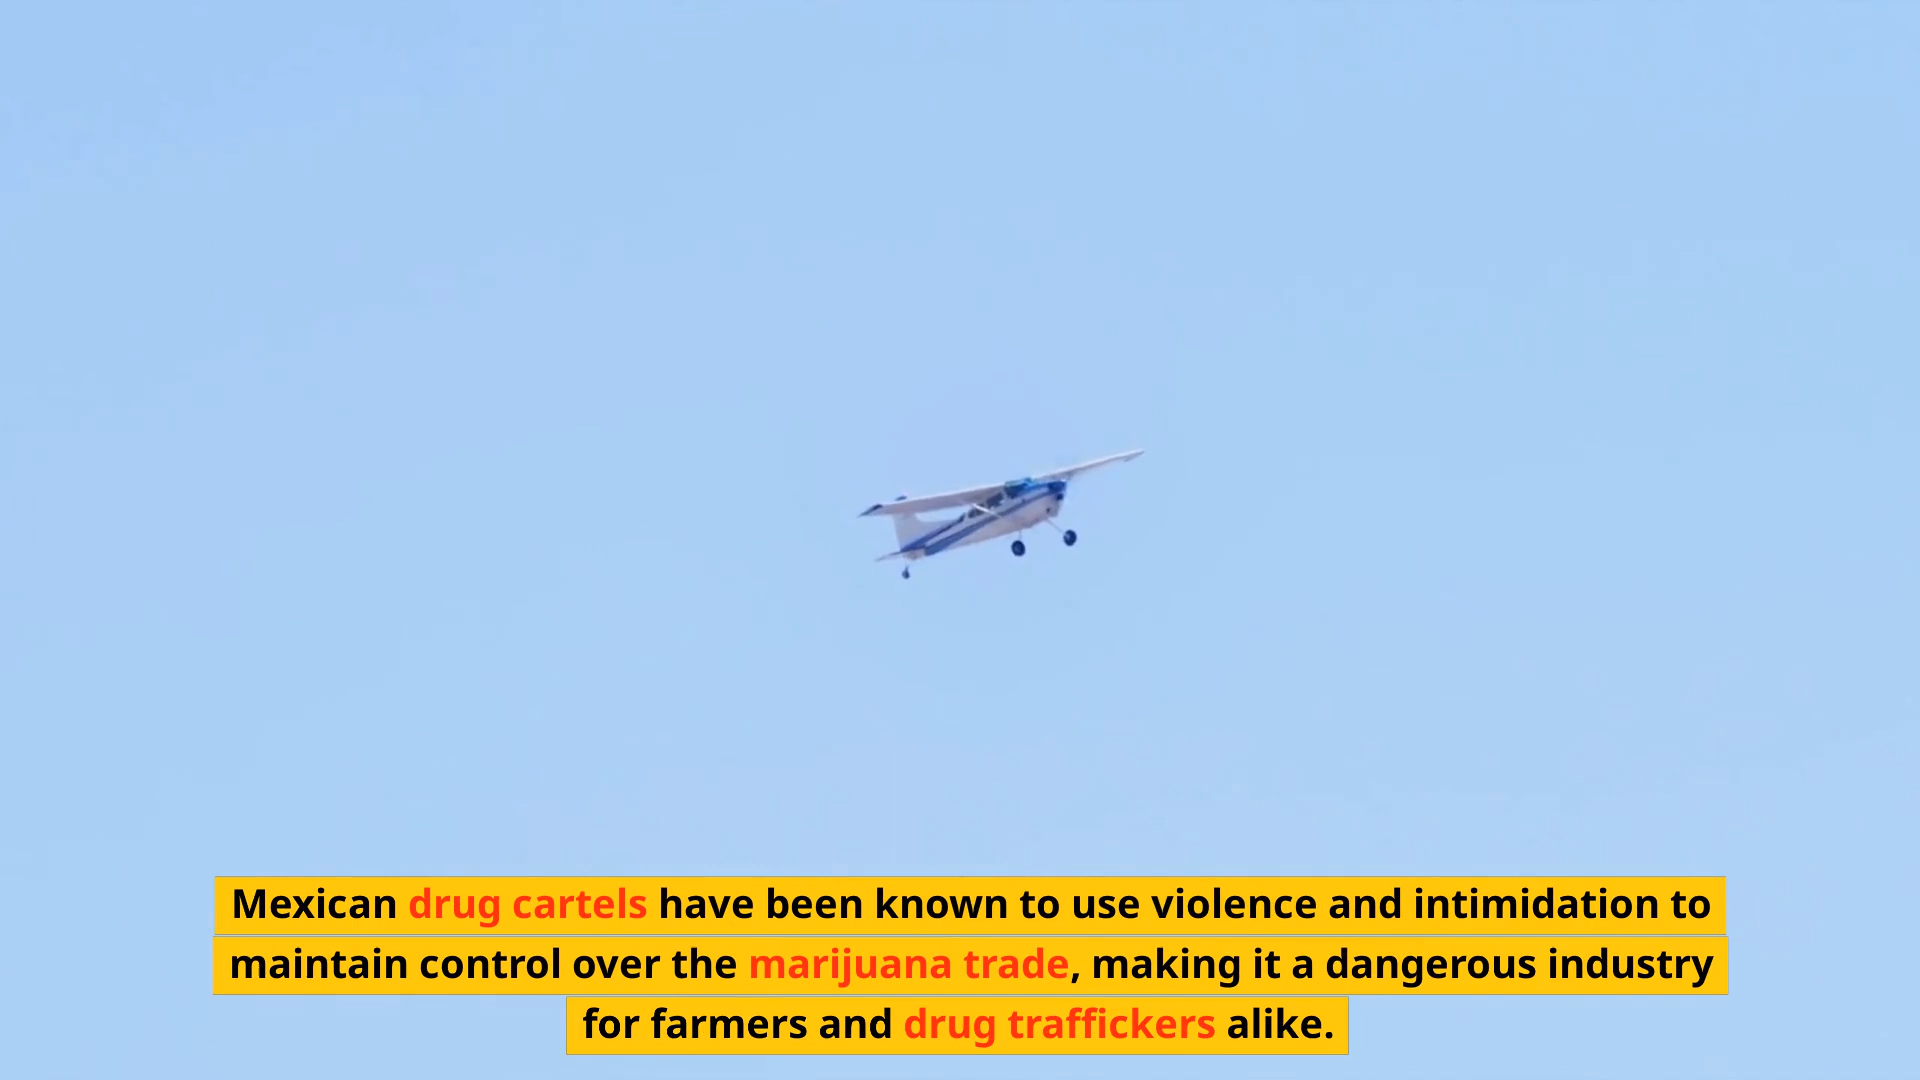 Mexican drug cartels have been known to use violence and intimidation to
maintain control over the marijuana trade, making it a dangerous industry
for farmers and drug traffickers alike.